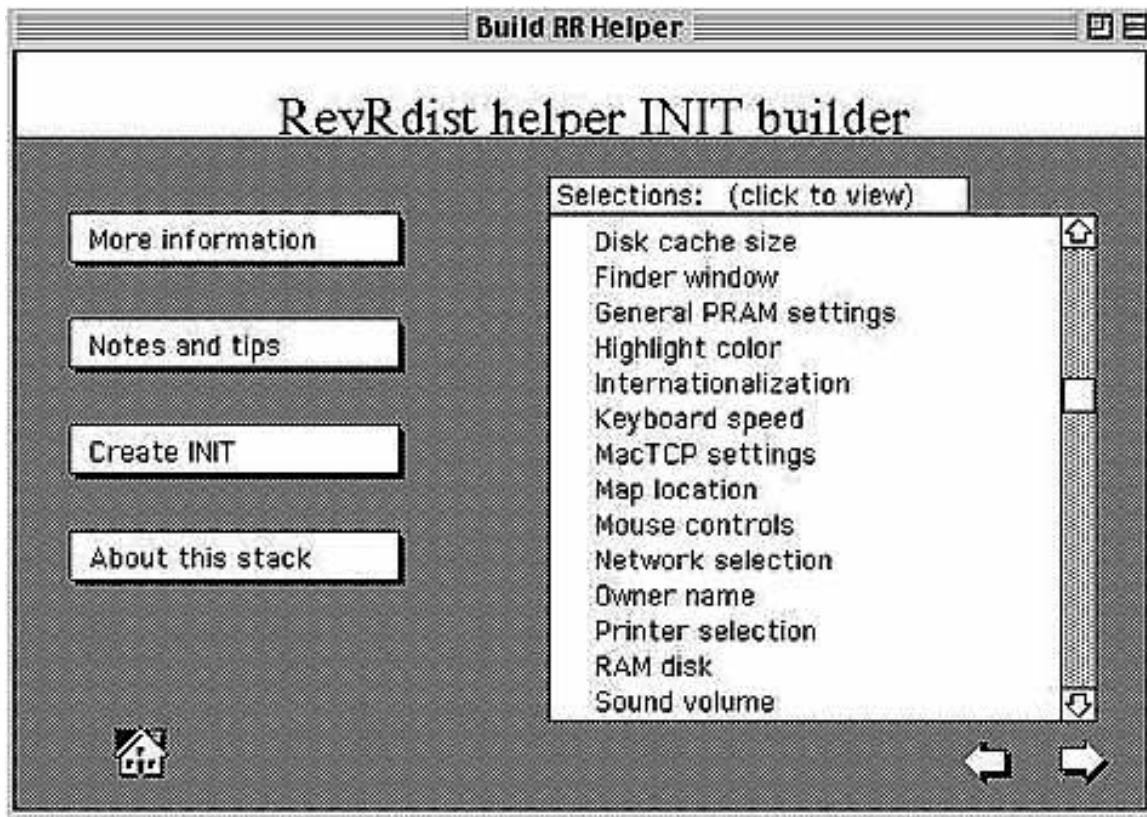 Build RR Helper
RevRdist helper INIT builder
More information
Notes and tips
Create INIT
About this stack
Selections: (click to view)
Disk cache size
Finder window
General PRAM settings
Highlight color
Internationalization
Keyboard speed
MacTCP settings
Map location
Mouse controls
Network selection
Owner name
Printer selection
RAM disk
Sound volume